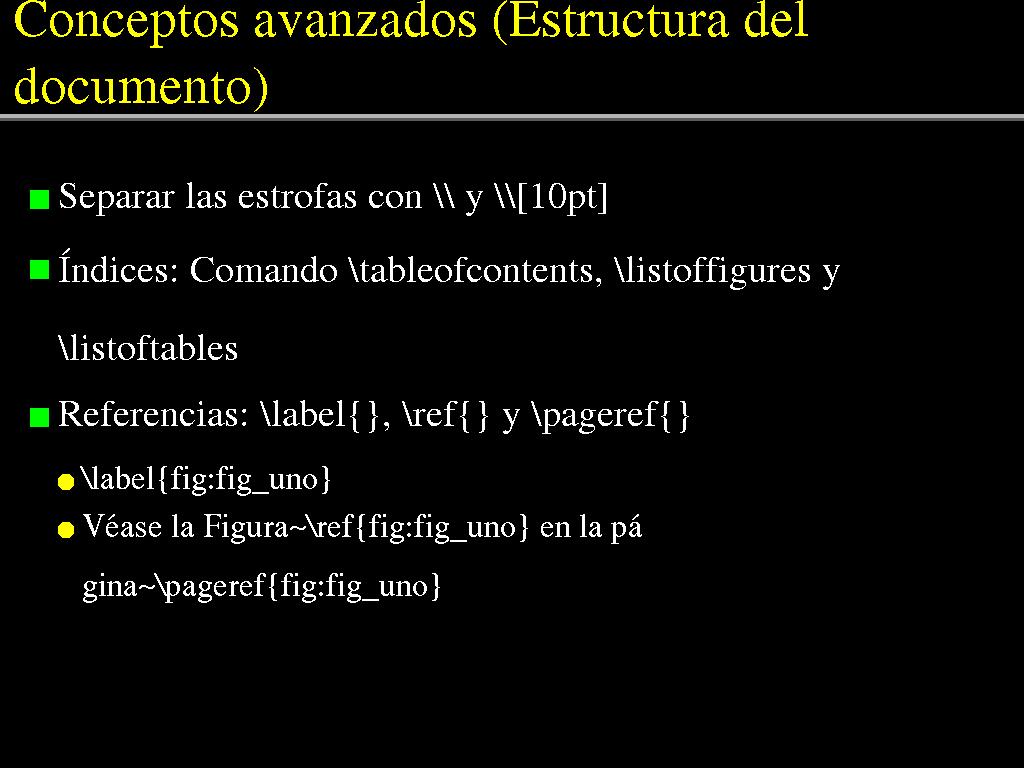 Conceptos avanzados (Estructura del
documento)
Separar las estrofas con \\ y \\[10pt]
Índices: Comando \tableofcontents, \listoffigures y
\listoftables
Referencias: \label{}, \ref{} y \pageref{}
\label{fig:fig_uno}
Véase la Figura~\ref{fig:fig_uno} en la pá
gina~\pageref{fig:fig_uno}